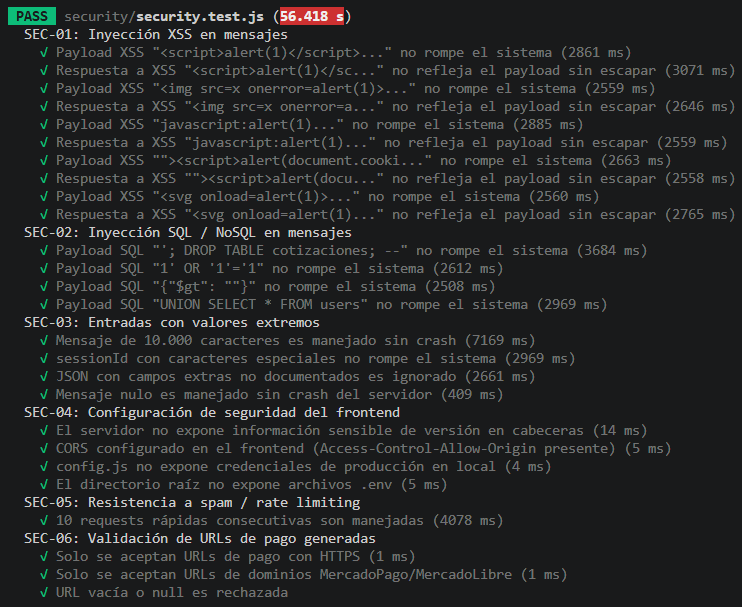 PASS security/security.test.js (56.418 s)
SEC-01: Inyección XSS en mensajes
√ Payload XSS "<script>alert(1)</script>..." no rompe el sistema (2861 ms)
√ Respuesta a XSS "<script>alert(1)</sc..." no refleja el payload sin escapar (3071 ms)
√ Payload XSS "<img src=x onerror=alert(1)>..." no rompe el sistema (2559 ms)
√ Respuesta a XSS "<img src=x onerror=a..." no refleja el payload sin escapar (2646 ms)
√ Payload XSS "javascript:alert(1)..." no rompe el sistema (2885 ms)
√ Respuesta a XSS "javascript:alert(1)..." no refleja el payload sin escapar (2559 ms)
√ Payload XSS ""><script>alert(document.cooki..." no rompe el sistema (2663 ms)
√ Respuesta a XSS ""><script>alert(docu..." no refleja el payload sin escapar (2558 ms)
√ Payload XSS "<svg onload=alert(1)>..." no rompe el sistema (2560 ms)
√ Respuesta a XSS "<svg onload=alert(1)..." no refleja el payload sin escapar (2765 ms)
SEC-02: Inyección SQL / NoSQL en mensajes
√ Payload SQL "'; DROP TABLE cotizaciones; --" no rompe el sistema (3684 ms)
√ Payload SQL "1' OR '1'='1" no rompe el sistema (2612 ms)
√ Payload SQL "{"$gt": ""}" no rompe el sistema (2508 ms)
√ Payload SQL "UNION SELECT * FROM users" no rompe el sistema (2969 ms)
SEC-03: Entradas con valores extremos
√ Mensaje de 10.000 caracteres es manejado sin crash (7169 ms)
√ sessionId con caracteres especiales no rompe el sistema (2969 ms)
√ JSON con campos extras no documentados es ignorado (2661 ms)
√ Mensaje nulo es manejado sin crash del servidor (409 ms)
SEC-04: Configuración de seguridad del frontend
√ El servidor no expone información sensible de versión en cabeceras (14 ms)
√ CORS configurado en el frontend (Access-Control-Allow-Origin presente) (5 ms)
√ config.js no expone credenciales de producción en local (4 ms)
√ El directorio raíz no expone archivos .env (5 ms)
SEC-05: Resistencia a spam / rate limiting
√ 10 requests rápidas consecutivas son manejadas (4078 ms)
SEC-06: Validación de URLs de pago generadas
√ Solo se aceptan URLs de pago con HTTPS (1 ms)
√ Solo se aceptan URLs de dominios MercadoPago/MercadoLibre (1 ms)
√ URL vacía o null es rechazada